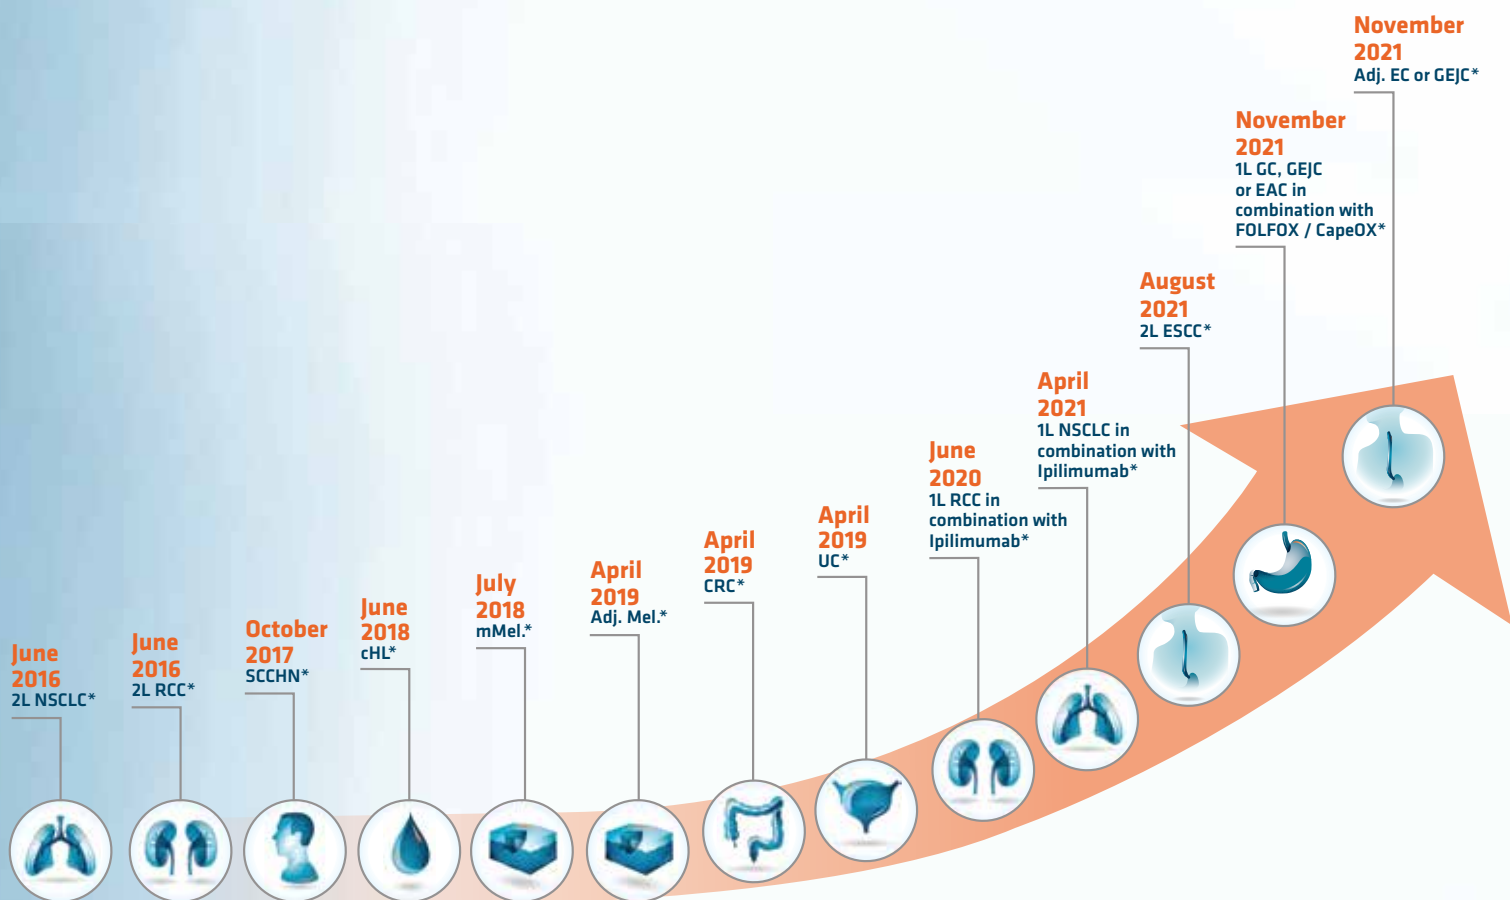 June
2016
2L NSCLC*
June
2016
2L RCC*
October
2017
SCCHN*
June
2018
cHL*
July
2018
mMel.*
April
2019
Adj. Mel.*
April
2019
CRC*
April
2019
UC*
June
2020
1L RCC in
combination with
Ipilimumab*
April
2021
1L NSCLC in
combination with
Ipilimumab*
August
2021
2L ESCC*
November
2021
1L GC, GEJC
or EAC in
combination with
FOLFOX / CapeOX*
November
2021
Adj. EC or GEJC*